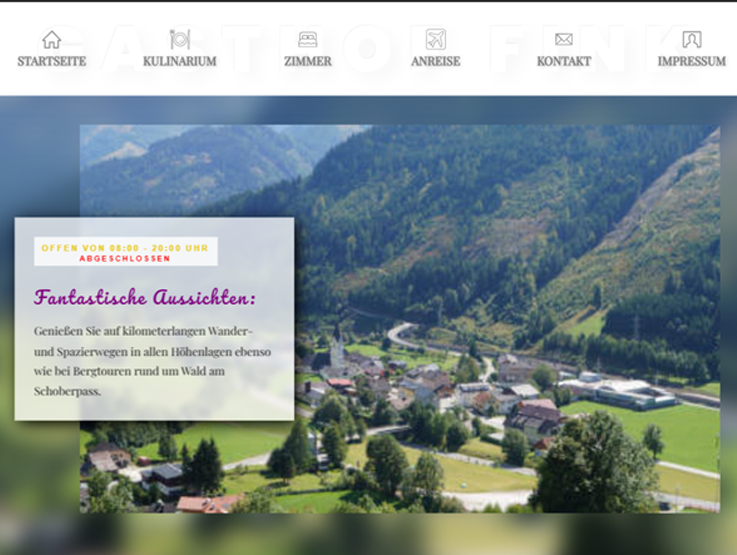 GASTHOF FINK
STARTSEITE KULINARIUM ZIMMER ANREISE KONTAKT IMPRESSUM
OFFEN VON 08:00 - 20:00 UHR
ABGESCHLOSSEN
Fantastische Aussichten:
Genießen Sie auf kilometerlangen Wander-
und Spazierwegen in allen Höhenlagen ebenso
wie bei Bergtouren rund um Wald am
Schoberpass.